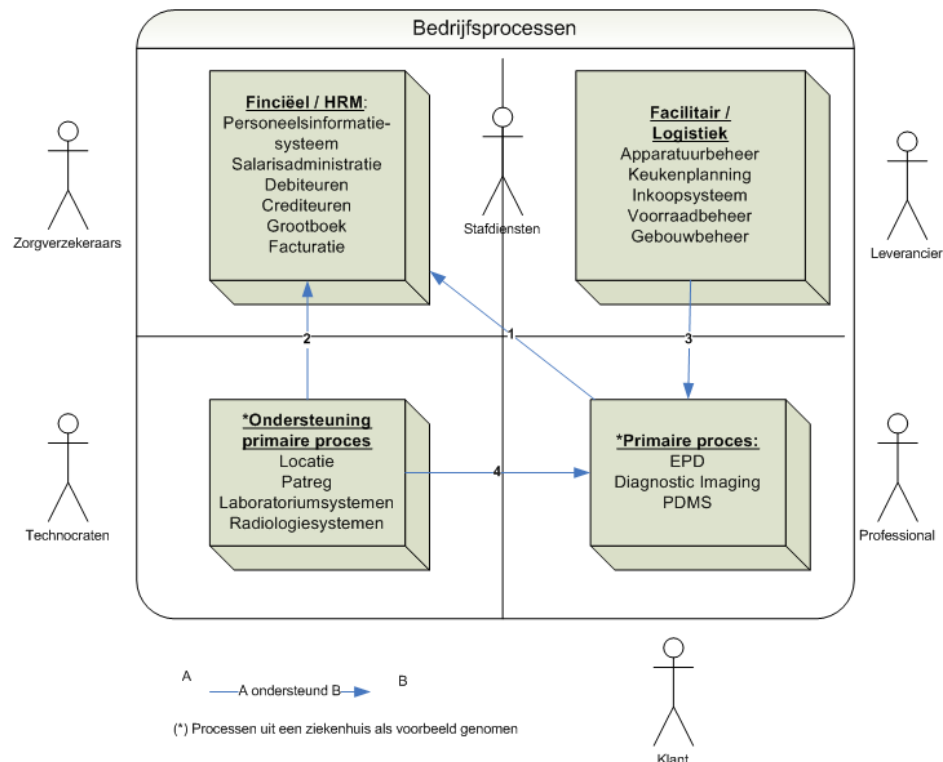 Bedrijfsprocessen
Finciëel / HRM:
Personeelsinformatie-
systeem
Salarisadministratie
Debiteuren
Crediteuren
Grootboek
Facturatie
Facilitair /
Logistiek
Apparatuurbeheer
Keukenplanning
Inkoopsysteem
Voorraadbeheer
Gebouwbeheer
Zorgverzekeraars
Stafdiensten
Leverancier
1
2
3
*Ondersteuning
primaire proces
Locatie
Patreg
Laboratoriumsystemen
Radiologiesystemen
4
*Primaire proces:
EPD
Diagnostic Imaging
PDMS
Technocraten
Professional
A
A ondersteund B
B
(*) Processen uit een ziekenhuis als voorbeeld genomen
Klant